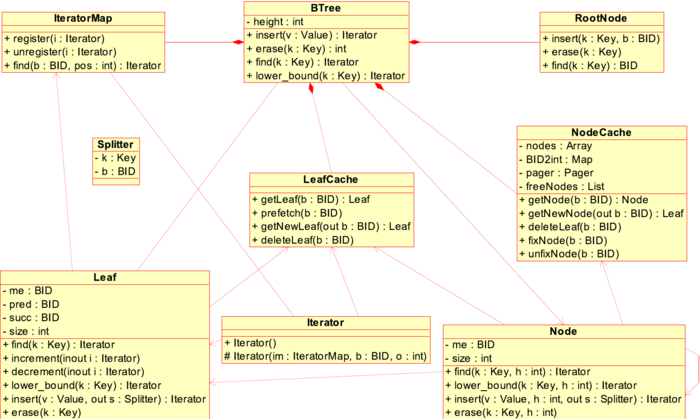 IteratorMap
+ register(i : Iterator)
+ unregister(i : Iterator)
+ find(b : BID, pos : int) : Iterator
BTree
- height : int
+ insert(v : Value) : Iterator
+ erase(k : Key) : int
+ find(k : Key) : Iterator
+ lower_bound(k : Key) : Iterator
RootNode
+ insert(k : Key, b : BID)
+ erase(k : Key)
+ find(k : Key) : BID
Splitter
- k : Key
- b : BID
LeafCache
+ getLeaf(b : BID) : Leaf
+ prefetch(b : BID)
+ getNewLeaf(out b : BID) : Leaf
+ deleteLeaf(b : BID)
NodeCache
- nodes : Array
- BID2int : Map
- pager : Pager
- freeNodes : List
+ getNode(b : BID) : Node
+ getNewNode(out b : BID) : Leaf
+ deleteLeaf(b : BID)
+ fixNode(b : BID)
+ unfixNode(b : BID)
Leaf
- me : BID
- pred : BID
- succ : BID
- size : int
+ find(k : Key) : Iterator
+ increment(inout i : Iterator)
+ decrement(inout i : Iterator)
+ lower_bound(k : Key) : Iterator
+ insert(v : Value, out s : Splitter) : Iterator
+ erase(k : Key)
Iterator
+ Iterator()
# Iterator(im : IteratorMap, b : BID, o : int)
Node
- me : BID
- size : int
+ find(k : Key, h : int) : Iterator
+ lower_bound(k : Key, h : int) : Iterator
+ insert(v : Value, h : int, out s : Splitter) : Iterator
+ erase(k : Key, h : int)